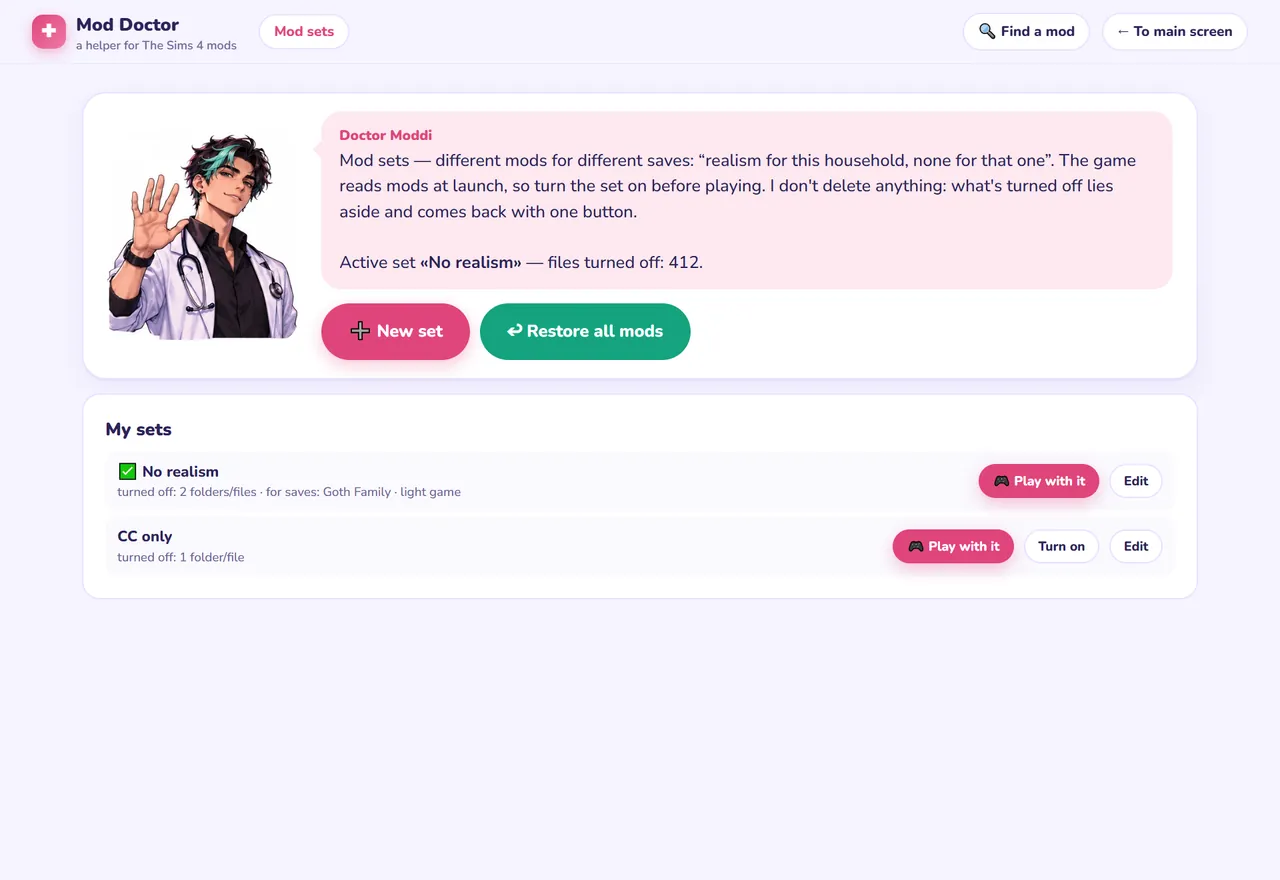 Mod Doctor
a helper for The Sims 4 mods
Mod sets
🔍 Find a mod
← To main screen
Doctor Moddi
Mod sets — different mods for different saves: “realism for this household, none for that one”. The game
reads mods at launch, so turn the set on before playing. I don't delete anything: what's turned off lies
aside and comes back with one button.
Active set «No realism» — files turned off: 412.
➕ New set
↩ Restore all mods
My sets
✅ No realism
turned off: 2 folders/files · for saves: Goth Family · light game
🎮 Play with it
Edit
CC only
turned off: 1 folder/file
🎮 Play with it
Turn on
Edit